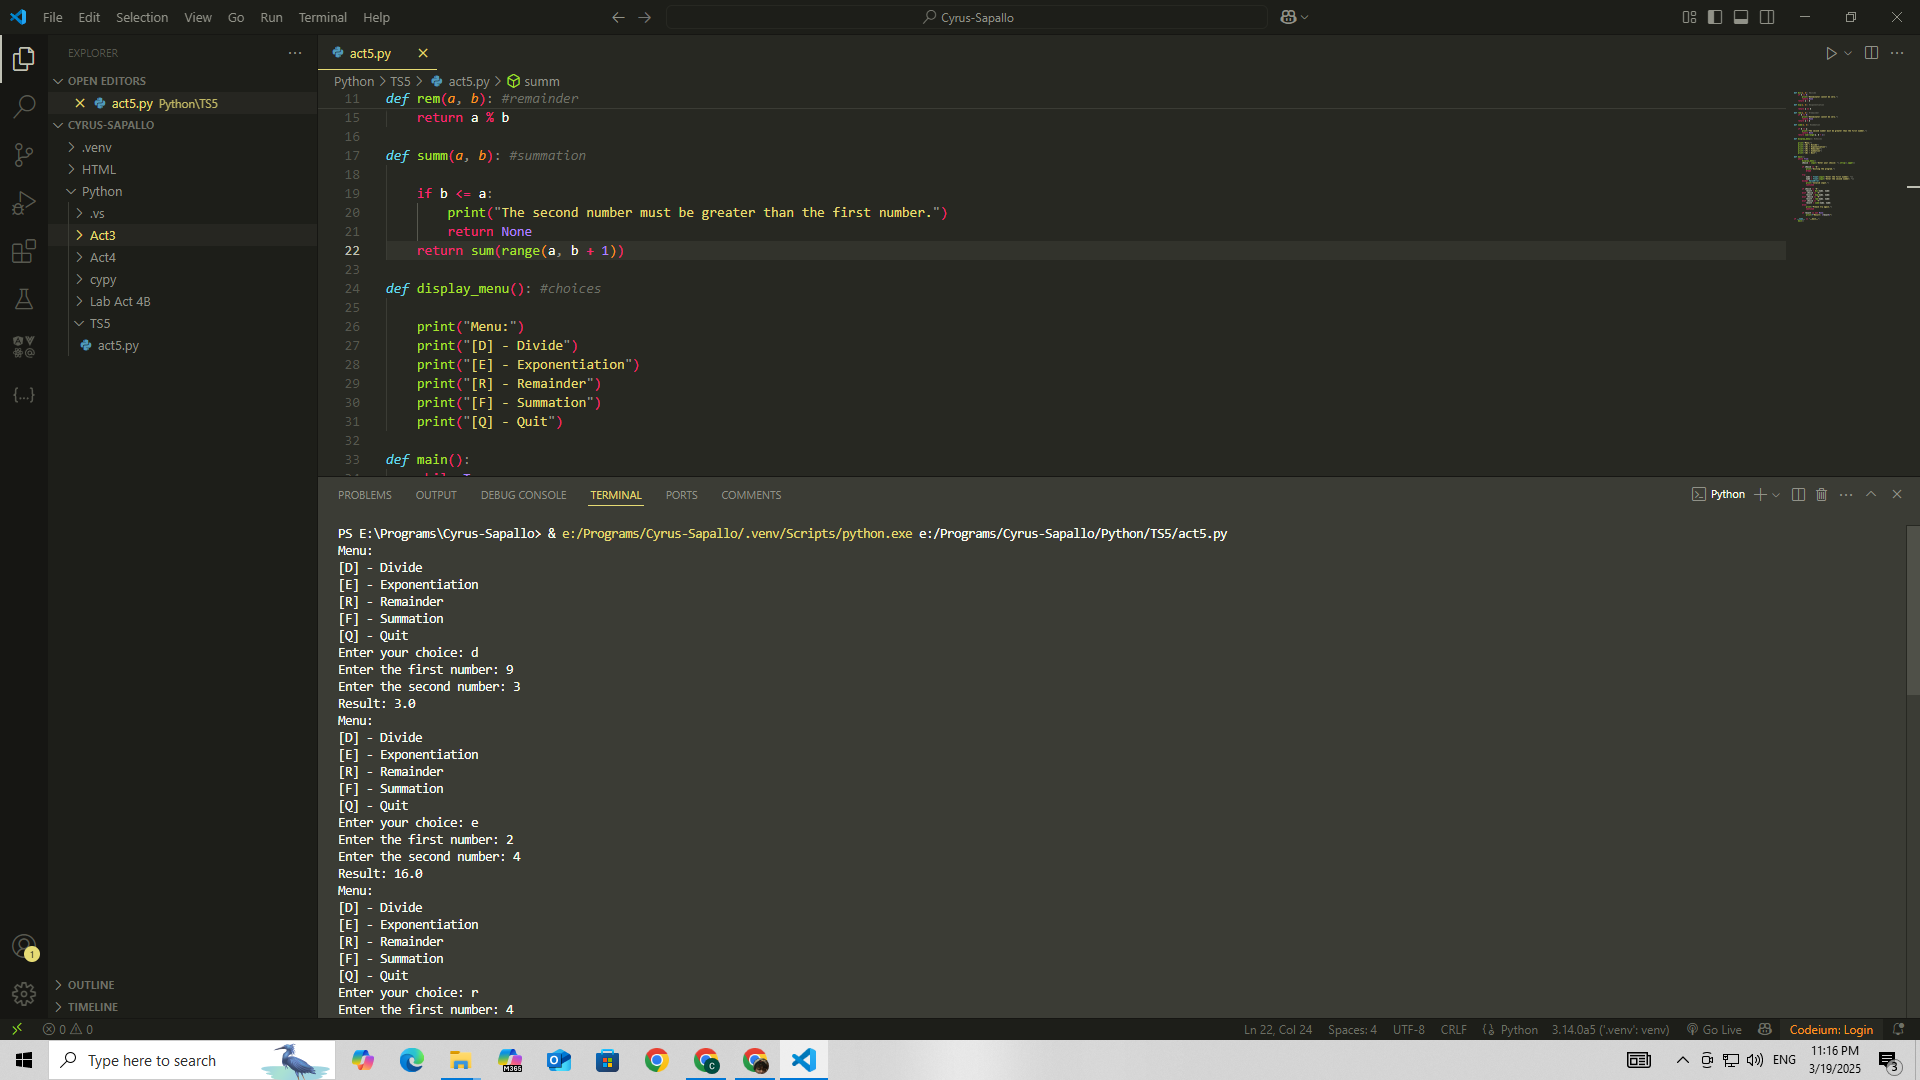 File Edit Selection View Go Run Terminal Help
Cyrus-Sapallo
EXPLORER
OPEN EDITORS
act5.py Python\TS5
CYRUS-SAPALLO
.venv
HTML
Python
.vs
Act3
Act4
cypy
Lab Act 4B
TS5
act5.py
OUTLINE
TIMELINE
act5.py
Python > TS5 > act5.py > summ
11 def rem(a, b): #remainder
15 return a % b
16
17 def summ(a, b): #summation
18
19 if b <= a:
20 print("The second number must be greater than the first number.")
21 return None
22 return sum(range(a, b + 1))
23
24 def display_menu(): #choices
25
26 print("Menu:")
27 print("[D] - Divide")
28 print("[E] - Exponentiation")
29 print("[R] - Remainder")
30 print("[F] - Summation")
31 print("[Q] - Quit")
32
33 def main():
PROBLEMS OUTPUT DEBUG CONSOLE TERMINAL PORTS COMMENTS
Python
PS E:\Programs\Cyrus-Sapallo> & e:/Programs/Cyrus-Sapallo/.venv/Scripts/python.exe e:/Programs/Cyrus-Sapallo/Python/TS5/act5.py
Menu:
[D] - Divide
[E] - Exponentiation
[R] - Remainder
[F] - Summation
[Q] - Quit
Enter your choice: d
Enter the first number: 9
Enter the second number: 3
Result: 3.0
Menu:
[D] - Divide
[E] - Exponentiation
[R] - Remainder
[F] - Summation
[Q] - Quit
Enter your choice: e
Enter the first number: 2
Enter the second number: 4
Result: 16.0
Menu:
[D] - Divide
[E] - Exponentiation
[R] - Remainder
[F] - Summation
[Q] - Quit
Enter your choice: r
Enter the first number: 4
0 0
Ln 22, Col 24 Spaces: 4 UTF-8 CRLF Python 3.14.0a5 ('.venv': venv) Go Live Codeium: Login
Type here to search
ENG
11:16 PM
3/19/2025
3